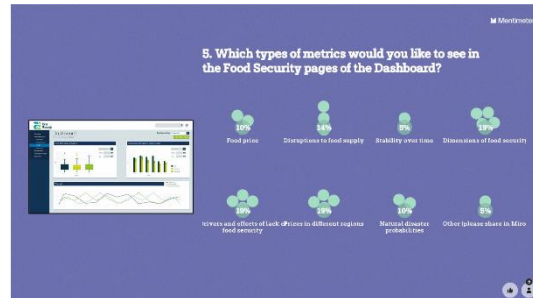 Mentimeter
5. Which types of metrics would you like to see in
the Food Security pages of the Dashboard?
10%
14%
5%
19%
Food price
Disruptions to food supply
Stability over time
Dimensions of food security
19%
19%
10%
5%
rivers and effects of lack of
food security
Prices in different regions
Natural disaster
probabilities
Other (please share in Miro